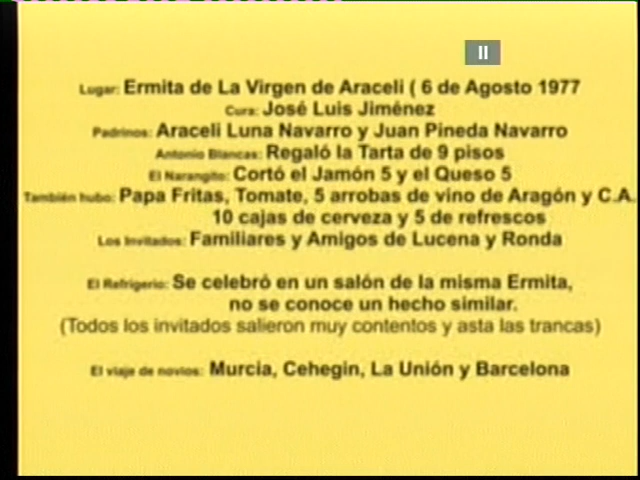 Lugar: Ermita de La Virgen de Araceli ( 6 de Agosto 1977
Cura: José Luis Jiménez
Padrinos: Araceli Luna Navarro y Juan Pineda Navarro
Antonio Blancas: Regaló la Tarta de 9 pisos
El Narangito: Cortó el Jamón 5 y el Queso 5
También hubo: Papa Fritas, Tomate, 5 arrobas de vino de Aragón y C.A.
10 cajas de cerveza y 5 de refrescos
Los Invitados: Familiares y Amigos de Lucena y Ronda
El Refrigerio: Se celebró en un salón de la misma Ermita,
no se conoce un hecho similar.
(Todos los invitados salieron muy contentos y asta las trancas)
El viaje de novios: Murcia, Cehegin, La Unión y Barcelona